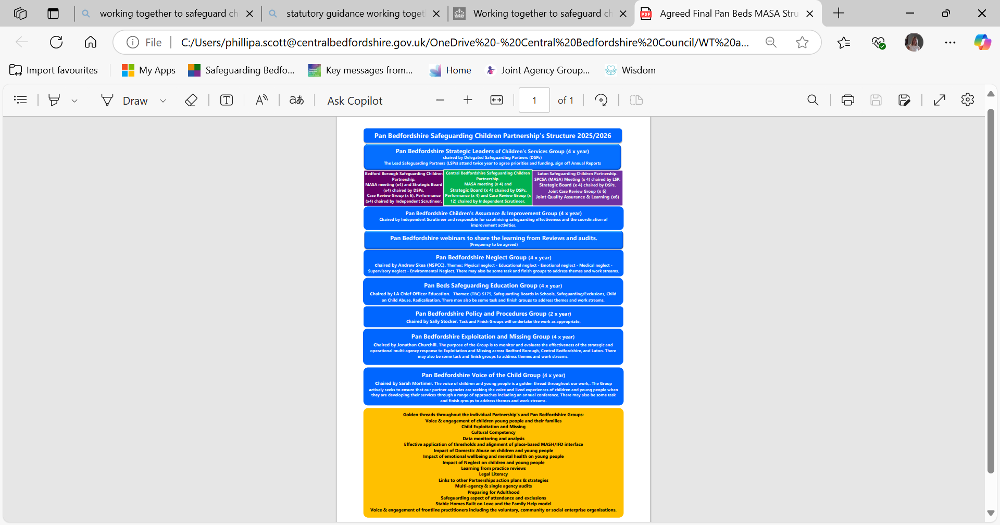 working together to safeguard ch
statutory guidance working toget
Working together to safeguard ch
Agreed Final Pan Beds MASA Stru
File
C:/Users/phillipa.scott@centralbedfordshire.gov.uk/OneDrive%20-%20Central%20Bedfordshire%20Council/WT%20a...
Import favourites
My Apps
Safeguarding Bedfo...
Key messages from...
Home
Joint Agency Group...
Wisdom
Draw
Ask Copilot
1
of 1
Pan Bedfordshire Safeguarding Children Partnership's Structure 2025/2026
Pan Bedfordshire Strategic Leaders of Children's Services Group (4 x year)
chaired by Delegated Safeguarding Partners (DSPs)
The Lead Safeguarding Partners (LSPs) attend twice year to agree priorities and funding, sign off Annual Reports
Bedford Borough Safeguarding Children
Partnership.
MASA meeting (x4) and Strategic Board
(x4) chaired by DSPs.
Case Review Group (x 6), Performance
(x4) chaired by Independent Scrutineer.
Central Bedfordshire Safeguarding Children
Partnership.
MASA meeting (x 4) and
Strategic Board (x 4) chaired by DSPs.
Performance (x 4) and Case Review Group (x
12) chaired by Independent Scrutineer.
Luton Safeguarding Children Partnership.
SPCSA (MASA) Meeting (x 4) chaired by LSP.
Strategic Board (x 4) chaired by DSPs.
Joint Case Review Group (x 6)
Joint Quality Assurance & Learning (x6)
Pan Bedfordshire Children's Assurance & Improvement Group (4 x year)
Chaired by Independent Scrutineer and responsible for scrutinising safeguarding effectiveness and the coordination of
improvement activities.
Pan Bedfordshire webinars to share the learning from Reviews and audits.
(Frequency to be agreed)
Pan Bedfordshire Neglect Group (4 x year)
Chaired by Andrew Skea (NSPCC). Themes: Physical neglect - Educational neglect - Emotional neglect - Medical neglect -
Supervisory neglect - Environmental Neglect. There may also be some task and finish groups to address themes and work streams.
Pan Beds Safeguarding Education Group (4 x year)
Chaired by LA Chief Officer Education. Themes: (TBC) S175, Safeguarding Boards in Schools, Safeguarding/Exclusions, Child
on Child Abuse, Radicalisation. There may also be some task and finish groups to address themes and work streams.
Pan Bedfordshire Policy and Procedures Group (2 x year)
Chaired by Sally Stocker. Task and Finish Groups will undertake the work as appropriate.
Pan Bedfordshire Exploitation and Missing Group (4 x year)
Chaired by Jonathan Churchill. The purpose of the Group is to monitor and evaluate the effectiveness of the strategic and
operational multi-agency response to Exploitation and Missing across Bedford Borough, Central Bedfordshire, and Luton. There
may also be some task and finish groups to address themes and work streams.
Pan Bedfordshire Voice of the Child Group (4 x year)
Chaired by Sarah Mortimer. The voice of children and young people is a golden thread throughout our work,. The Group
actively seeks to ensure that our partner agencies are seeking the voice and lived experiences of children and young people when
they are developing their services through a range of approaches including an annual conference. There may also be some task
and finish groups to address themes and work streams.
Golden threads throughout the individual Partnership's and Pan Bedfordshire Groups:
Voice & engagement of children young people and their families
Child Exploitation and Missing
Cultural Competency
Data monitoring and analysis
Effective application of thresholds and alignment of place-based MASH/IFD interface
Impact of Domestic Abuse on children and young people
Impact of emotional wellbeing and mental health on young people
Impact of Neglect on children and young people
Learning from practice reviews
Legal Literacy
Links to other Partnerships action plans & strategies
Multi-agency & single agency audits
Preparing for Adulthood
Safeguarding aspect of attendance and exclusions
Stable Homes Built on Love and the Family Help model
Voice & engagement of frontline practitioners including the voluntary, community or social enterprise organisations.